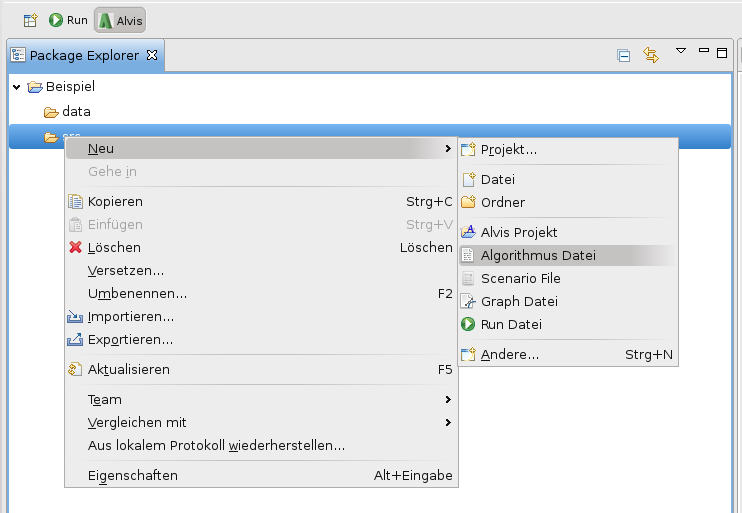 Run Alvis
Package Explorer
Beispiel
data
Neu
Gehe in
Kopieren Strg+C
Einfügen Strg+V
Löschen Löschen
Versetzen...
Umbenennen... F2
Importieren...
Exportieren...
Aktualisieren F5
Team
Vergleichen mit
Aus lokalem Protokoll wiederherstellen...
Eigenschaften Alt+Eingabe
Projekt...
Datei
Ordner
Alvis Projekt
Algorithmus Datei
Scenario File
Graph Datei
Run Datei
Andere... Strg+N